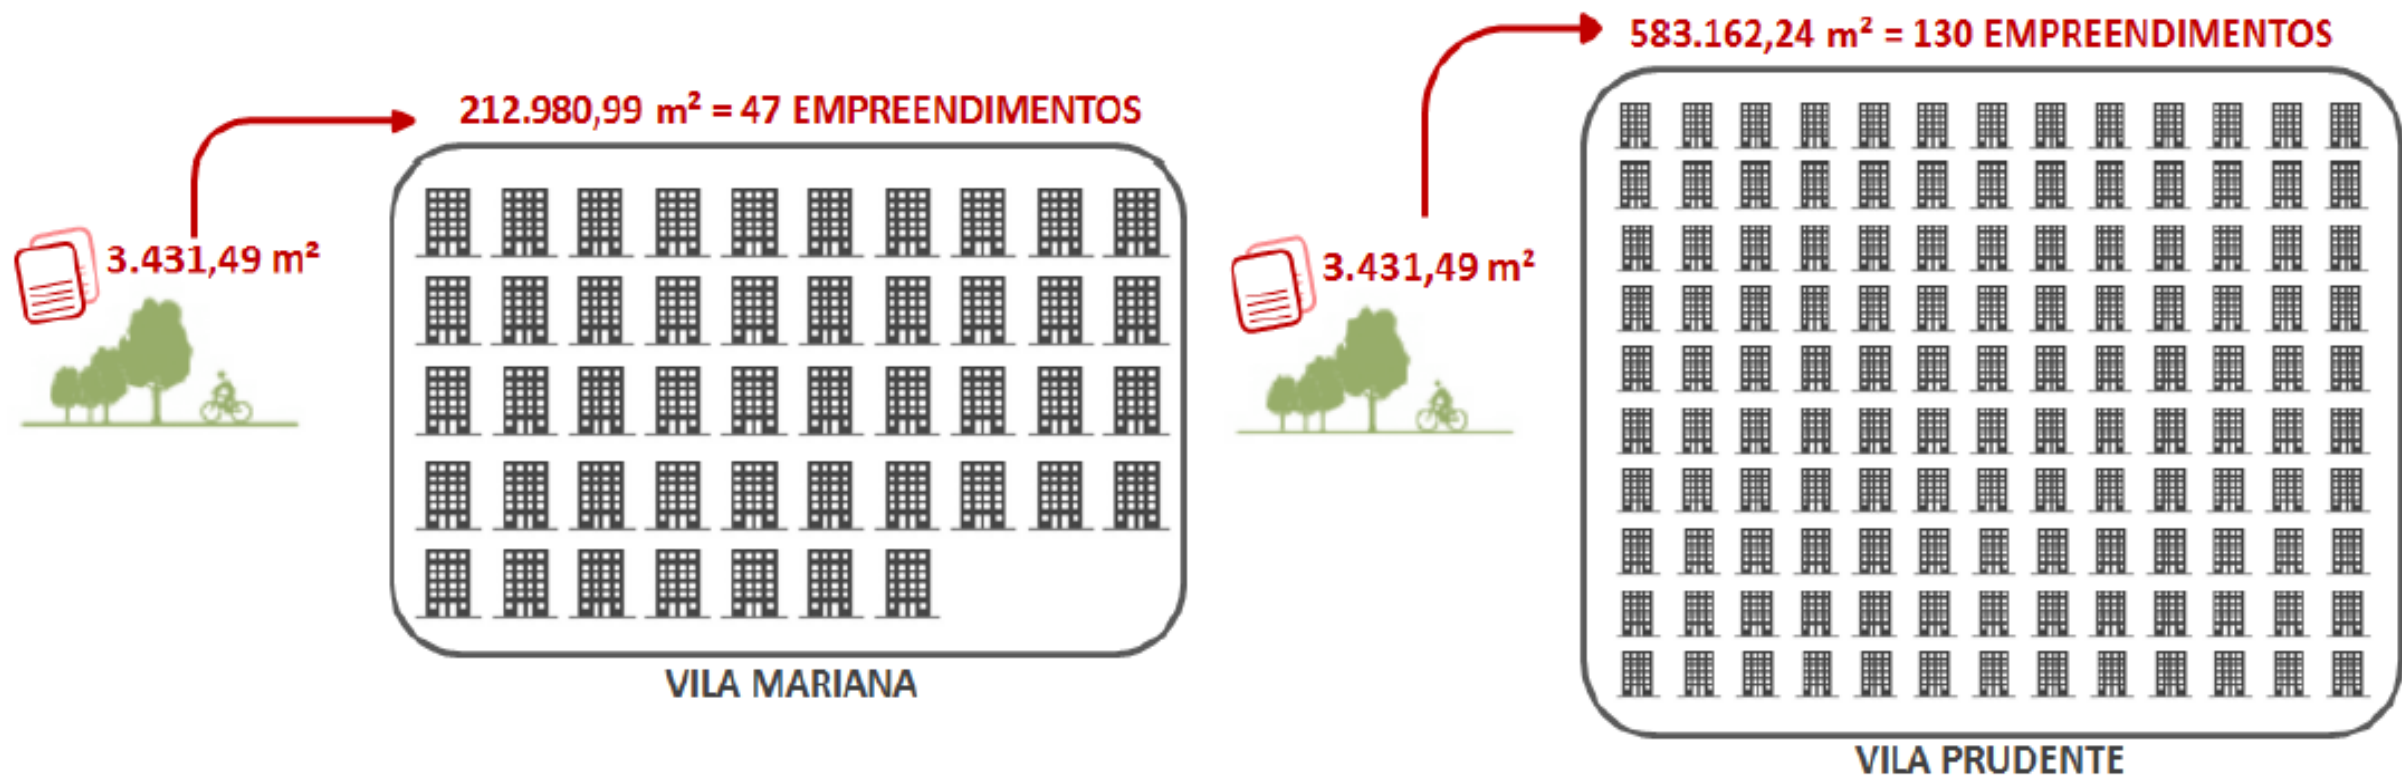 212.980,99 m² = 47 EMPREENDIMENTOS
3.431,49 m²
VILA MARIANA
583.162,24 m² = 130 EMPREENDIMENTOS
3.431,49 m²
VILA PRUDENTE